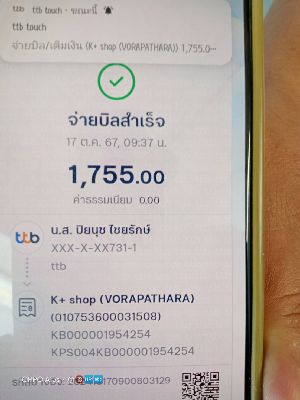 ttb ttb touch · ขณะนี้
ttb touch
จ่ายบิล/เติมเงิน (K+ shop (VORAPATHARA)) 1,755.0···
จ่ายบิลสำเร็จ
17 ต.ค. 67, 09:37 น.
1,755.00
ค่าธรรมเนียม 0.00
ttb
น.ส. ปิยนุช ไชยรักษ์
XXX-X-XX731-1
ttb
K+ shop (VORAPATHARA)
(010753600031508)
KB000001954254
KPS004KB000001954254